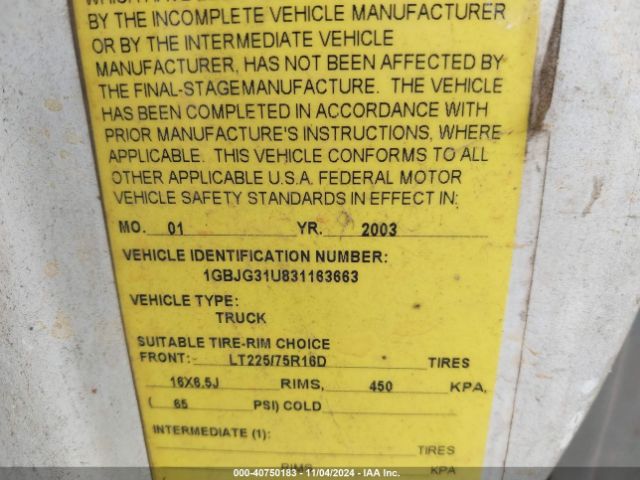 BY THE INCOMPLETE VEHICLE MANUFACTURER
OR BY THE INTERMEDIATE VEHICLE
MANUFACTURER, HAS NOT BEEN AFFECTED BY
THE FINAL-STAGE MANUFACTURE. THE VEHICLE
HAS BEEN COMPLETED IN ACCORDANCE WITH
PRIOR MANUFACTURE'S INSTRUCTIONS, WHERE
APPLICABLE. THIS VEHICLE CONFORMS TO ALL
OTHER APPLICABLE U.S.A. FEDERAL MOTOR
VEHICLE SAFETY STANDARDS IN EFFECT IN:
MO. 01 YR. 2003
VEHICLE IDENTIFICATION NUMBER:
1GBJG31U831163663
VEHICLE TYPE:
TRUCK
SUITABLE TIRE-RIM CHOICE
FRONT: LT225/75R16D TIRES
16X6.5J RIMS, 450 KPA,
( 65 PSI) COLD
INTERMEDIATE (1):
TIRES
RIMS KPA
000-40750183 - 11/04/2024 - IAA Inc.